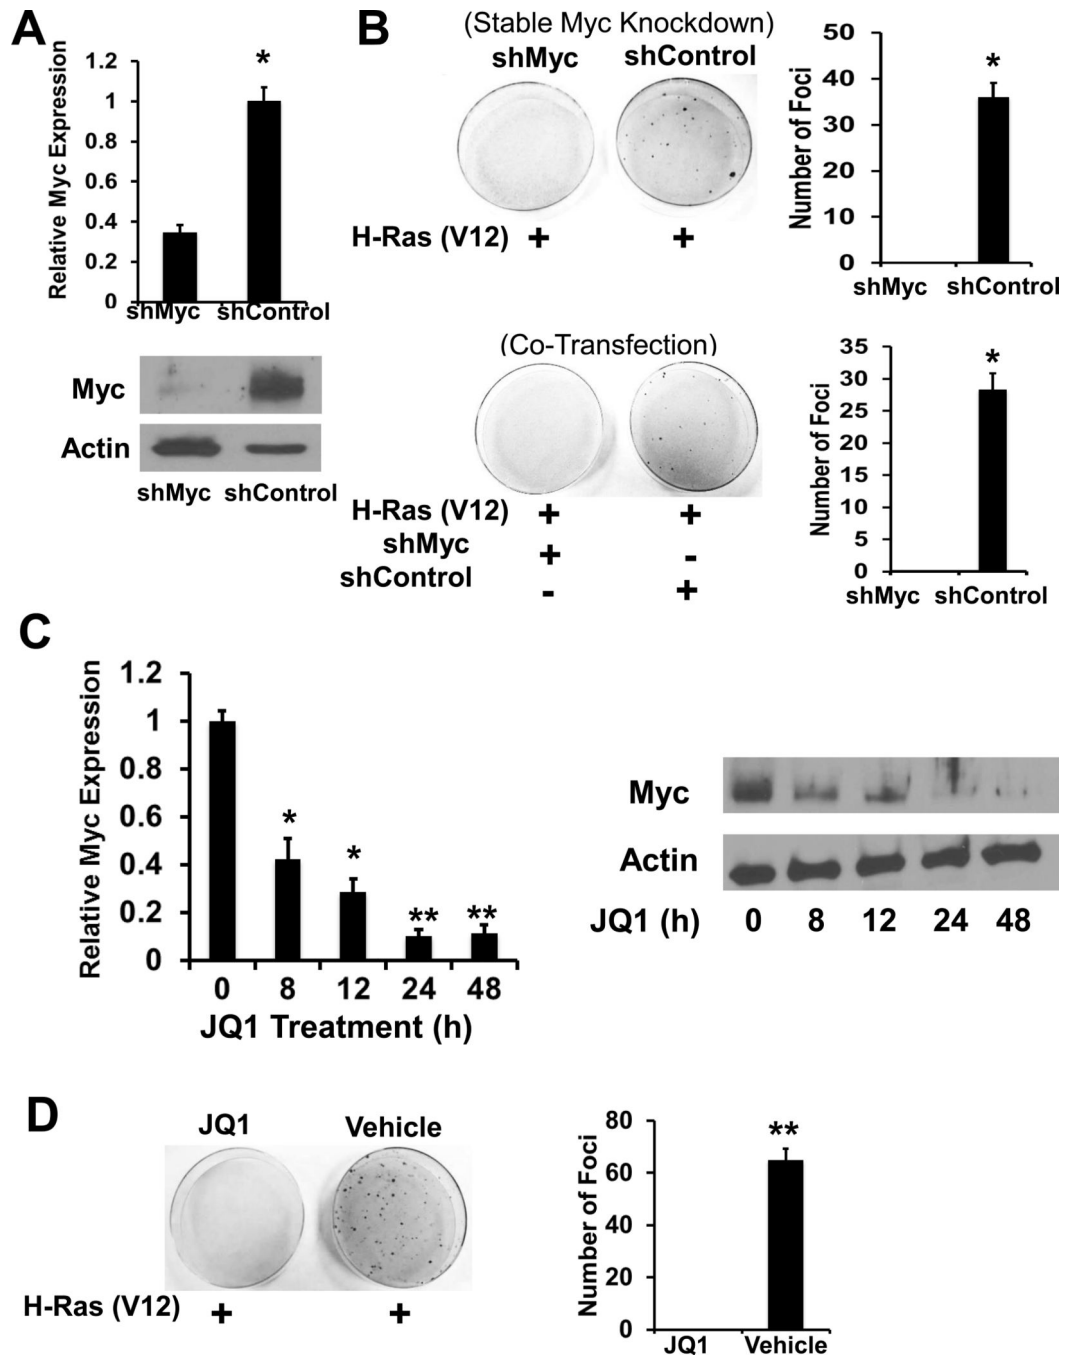 A
Relative Myc Expression
1.2
1
0.8
0.6
0.4
0.2
0
*
shMyc shControl
Myc
Actin
shMyc shControl
B
(Stable Myc Knockdown)
shMyc shControl
H-Ras (V12) + +
Number of Foci
50
40
30
20
10
0
*
shMyc shControl
(Co-Transfection)
H-Ras (V12) + +
shMyc + -
shControl - +
Number of Foci
35
30
25
20
15
10
5
0
*
shMyc shControl
C
Relative Myc Expression
1.2
1
0.8
0.6
0.4
0.2
0
* * ** **
0 8 12 24 48
JQ1 Treatment (h)
Myc
Actin
JQ1 (h) 0 8 12 24 48
D
JQ1 Vehicle
H-Ras (V12) + +
Number of Foci
80
60
40
20
0
**
JQ1 Vehicle